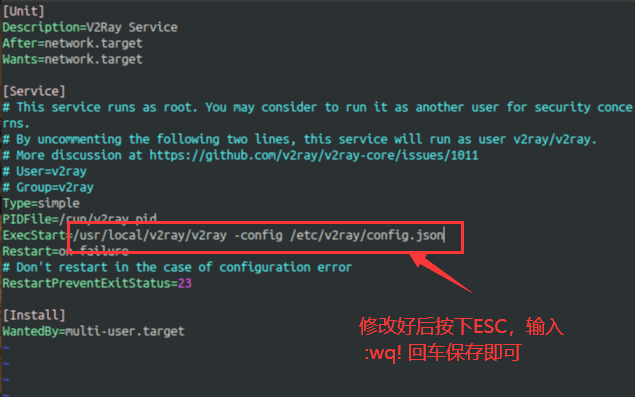 [Unit]
Description=V2Ray Service
After=network.target
Wants=network.target
[Service]
# This service runs as root. You may consider to run it as another user for security conce
rns.
# By uncommenting the following two lines, this service will run as user v2ray/v2ray.
# More discussion at https://github.com/v2ray/v2ray-core/issues/1011
# User=v2ray
# Group=v2ray
Type=simple
PIDFile=/run/v2ray.pid
ExecStart=/usr/local/v2ray/v2ray -config /etc/v2ray/config.json
Restart=on-failure
# Don't restart in the case of configuration error
RestartPreventExitStatus=23
[Install]
WantedBy=multi-user.target
~
~
~
~
修改好后按下ESC，输入
:wq! 回车保存即可